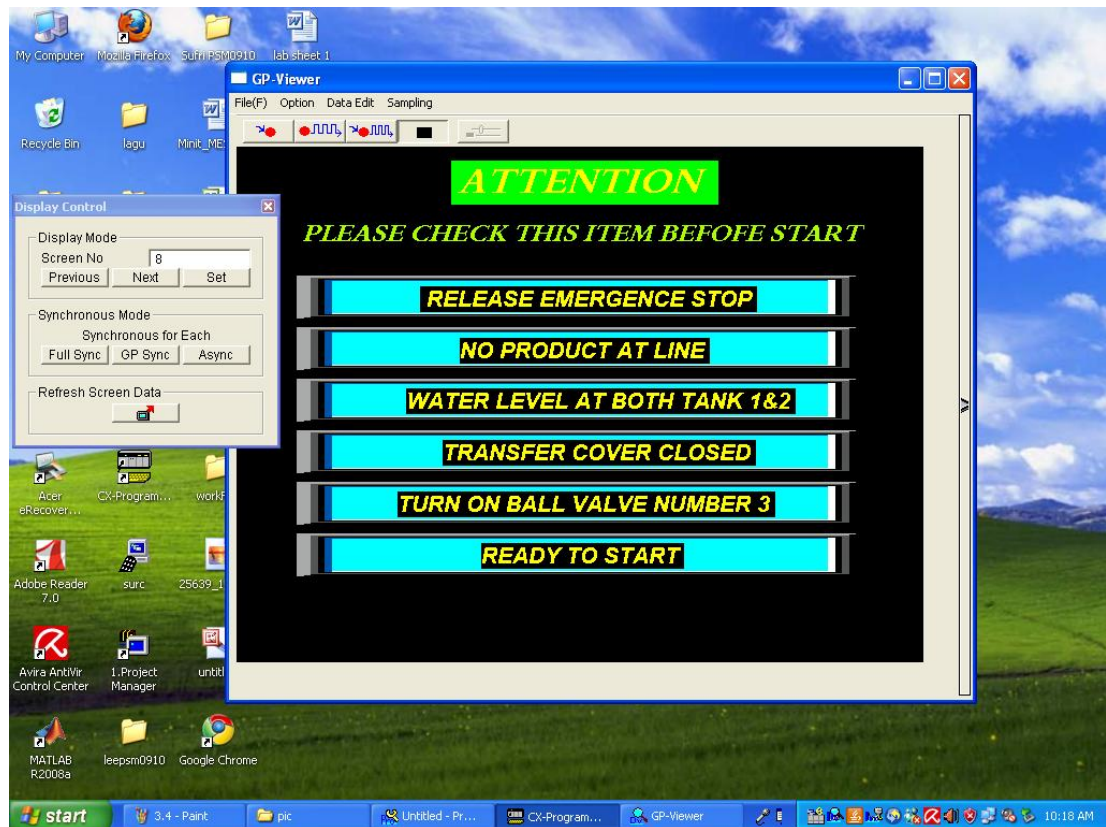 My Computer
Mozilla Firefox
Sufri PSM0910
lab sheet 1
Recycle Bin
lagu
Minit_ME
GP-Viewer
File(F) Option Data Edit Sampling
ATTENTION
PLEASE CHECK THIS ITEM BEFOFE START
RELEASE EMERGENCE STOP
NO PRODUCT AT LINE
WATER LEVEL AT BOTH TANK 1&2
TRANSFER COVER CLOSED
TURN ON BALL VALVE NUMBER 3
READY TO START
Display Control
Display Mode
Screen No 8
Previous Next Set
Synchronous Mode
Synchronous for Each
Full Sync GP Sync Async
Refresh Screen Data
Acer
eRecover...
CX-Program...
Adobe Reader
7.0
surc
25639_1
Avira AntiVir
Control Center
1.Project
Manager
untitl
MATLAB
R2008a
leepsm0910
Google Chrome
start 3.4 - Paint pic Untitled - Pr... CX-Program... GP-Viewer 10:18 AM